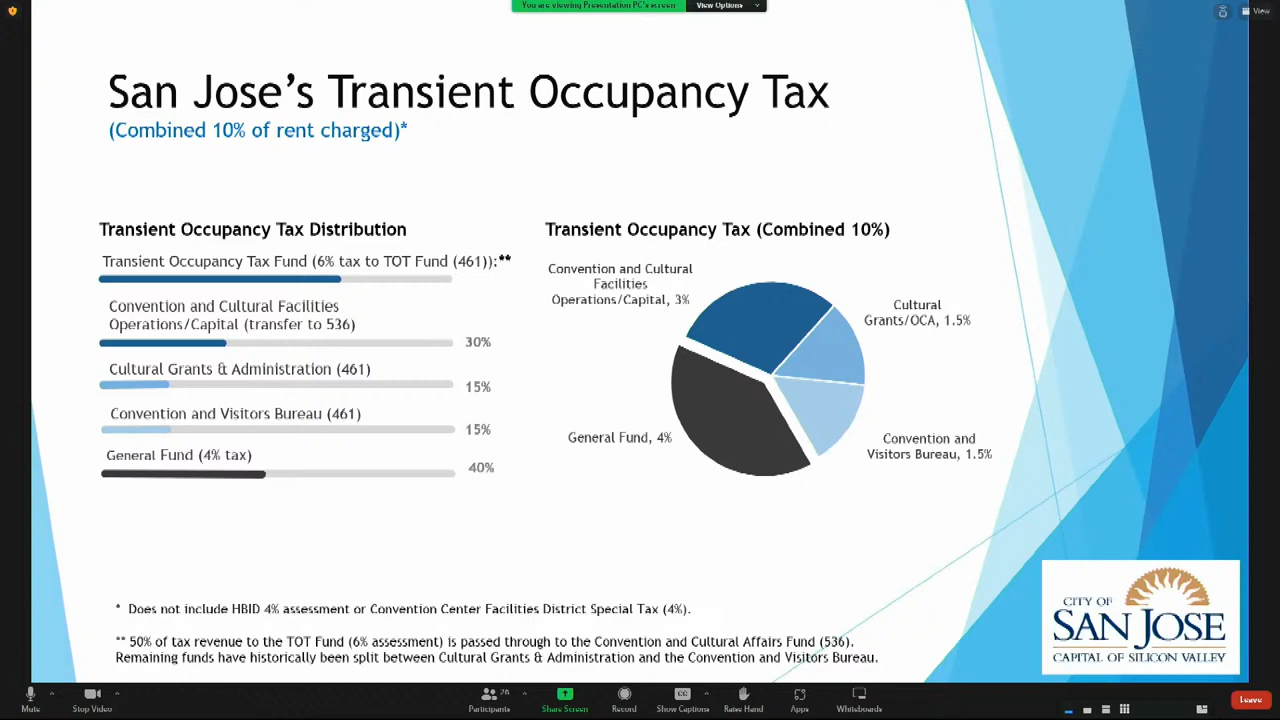 You are viewing Presentation PC's screen
View Options
View
San Jose's Transient Occupancy Tax
(Combined 10% of rent charged)*
Transient Occupancy Tax Distribution
Transient Occupancy Tax Fund (6% tax to TOT Fund (461)):**
Convention and Cultural Facilities
Operations/Capital (transfer to 536)
30%
Cultural Grants & Administration (461)
15%
Convention and Visitors Bureau (461)
15%
General Fund (4% tax)
40%
Transient Occupancy Tax (Combined 10%)
Convention and Cultural
Facilities
Operations/Capital, 3%
Cultural
Grants/OCA, 1.5%
General Fund, 4%
Convention and
Visitors Bureau, 1.5%
* Does not include HBID 4% assessment or Convention Center Facilities District Special Tax (4%).
** 50% of tax revenue to the TOT Fund (6% assessment) is passed through to the Convention and Cultural Affairs Fund (536).
Remaining funds have historically been split between Cultural Grants & Administration and the Convention and Visitors Bureau.
CITY OF
SAN JOSE
CAPITAL OF SILICON VALLEY
Mute
Stop Video
Participants
Share Screen
Record
CC
Show Captions
Raise Hand
Apps
Whiteboards
Leave